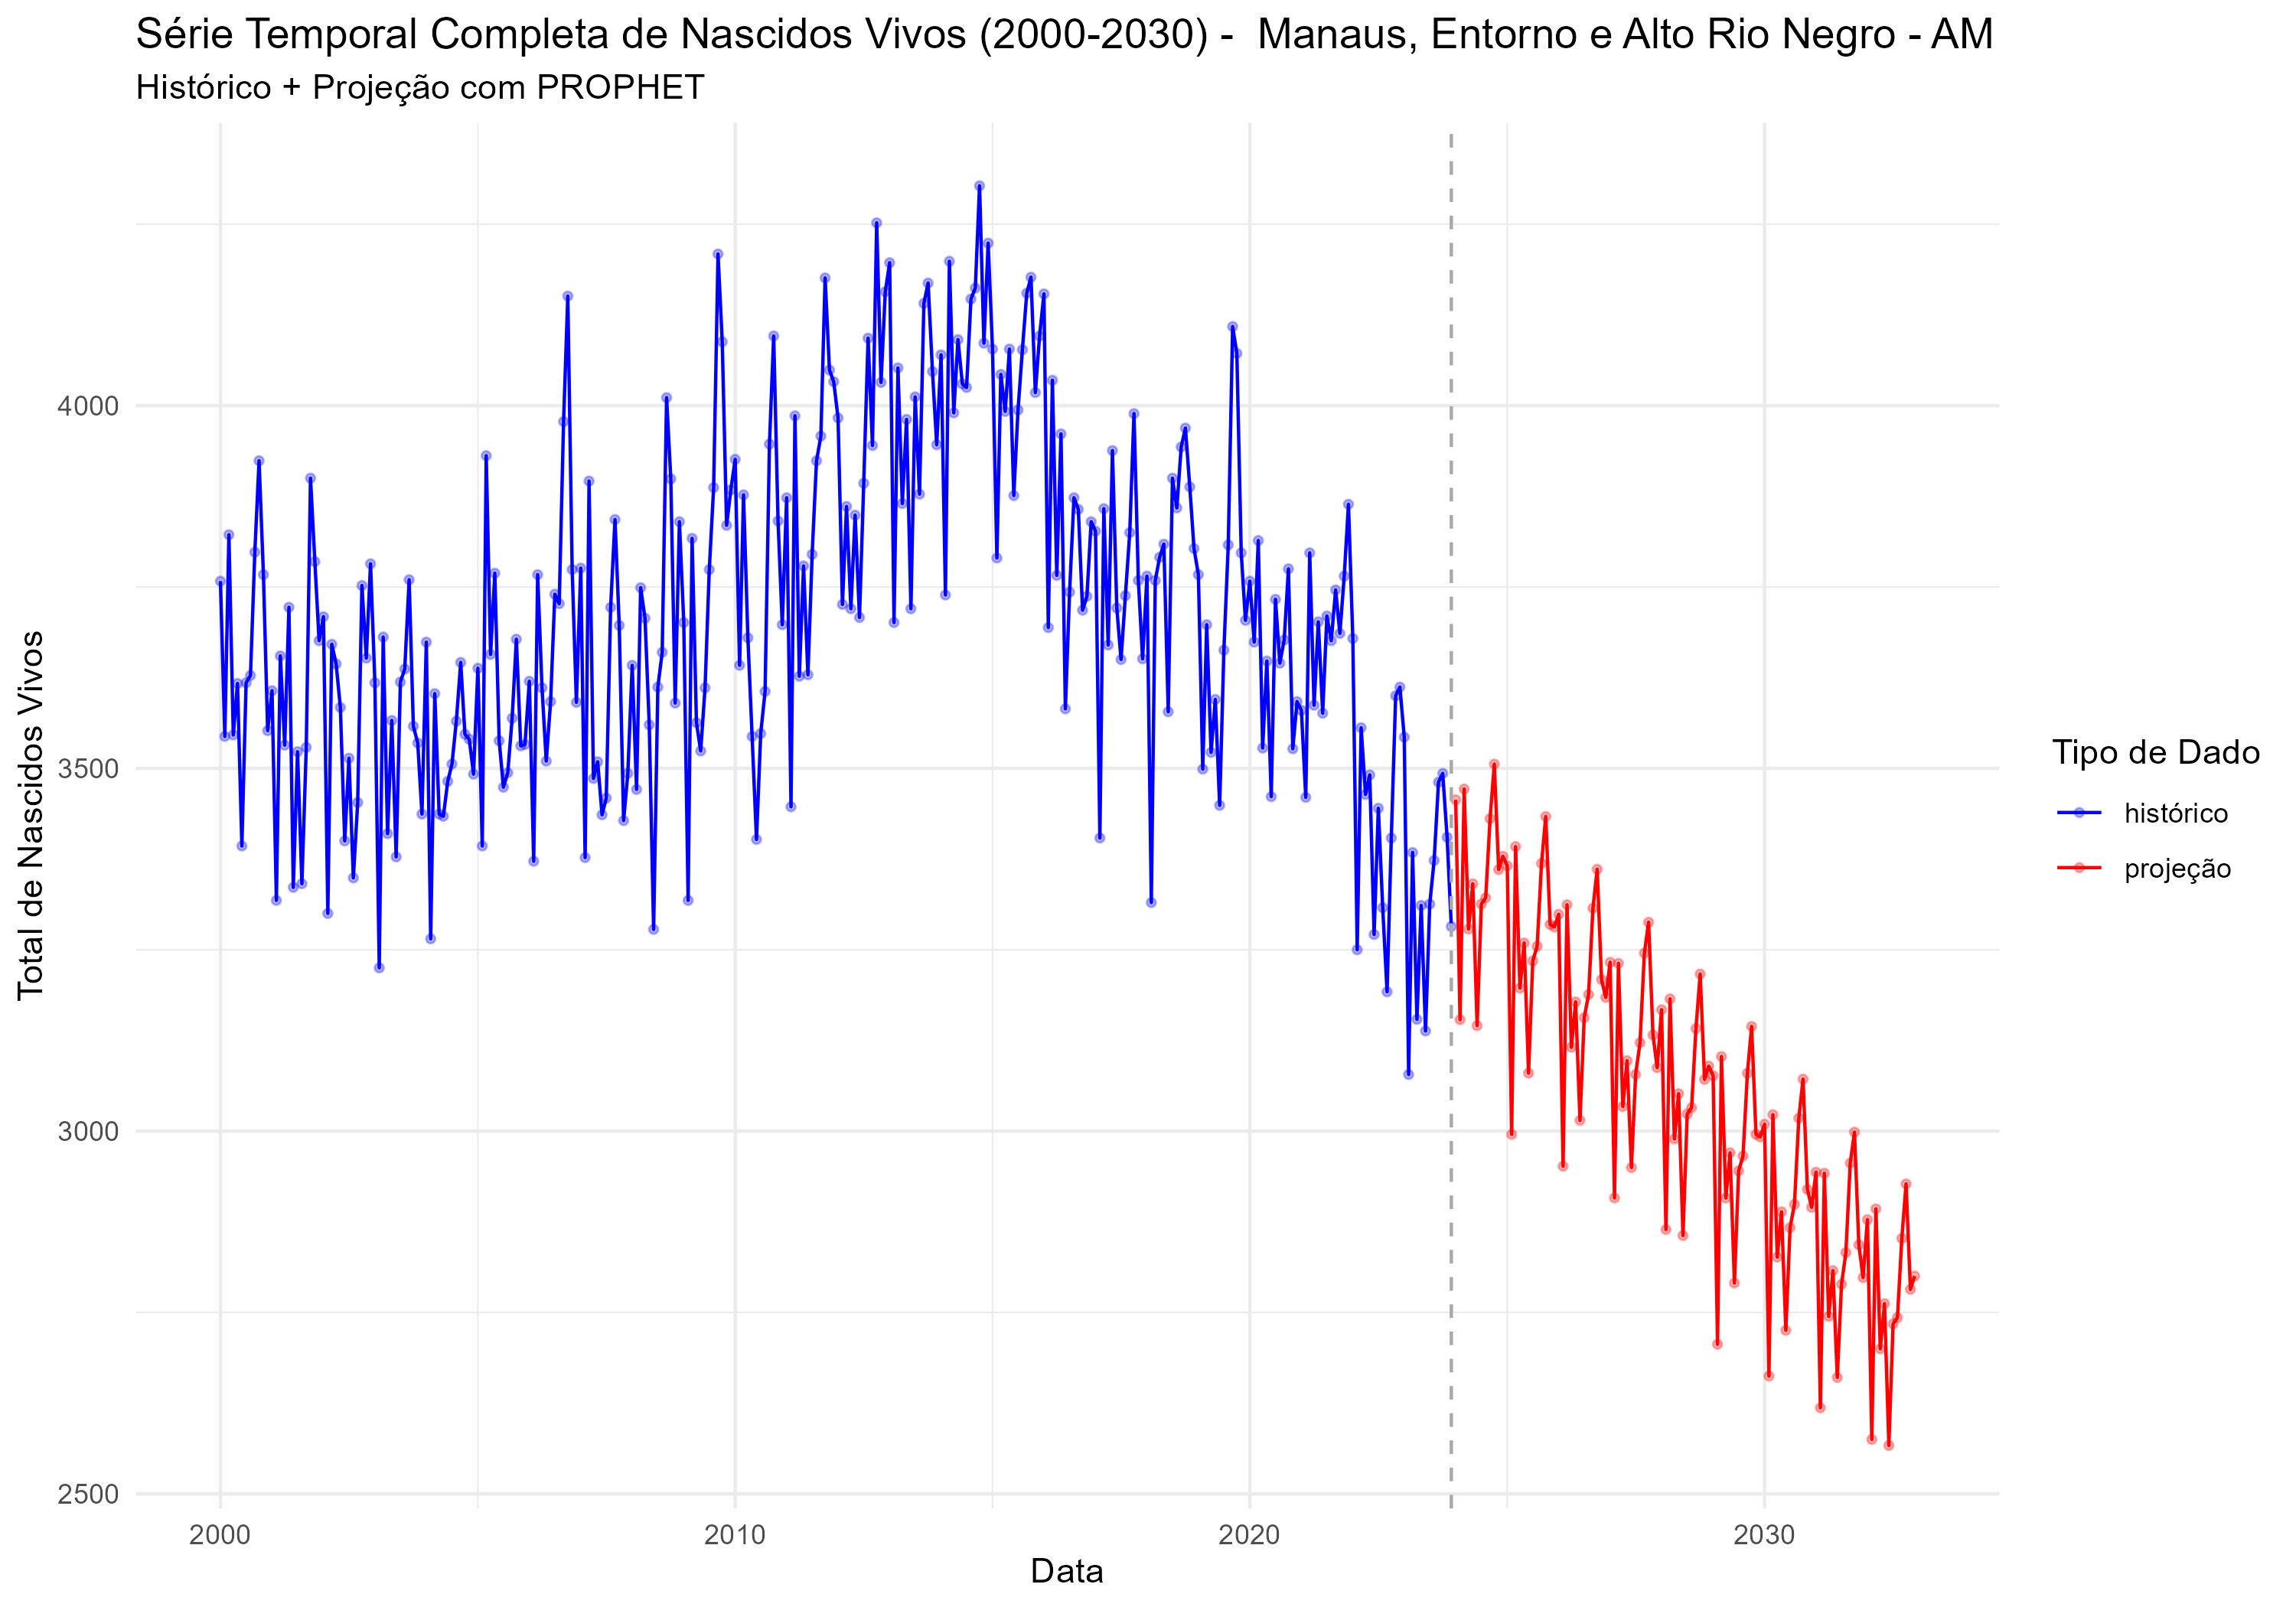 Série Temporal Completa de Nascidos Vivos (2000-2030) -  Manaus, Entorno e Alto Rio Negro - AM
Histórico + Projeção com PROPHET
Total de Nascidos Vivos
4000
3500
3000
2500
2000
2010
2020
2030
Data
Tipo de Dado
histórico
projeção